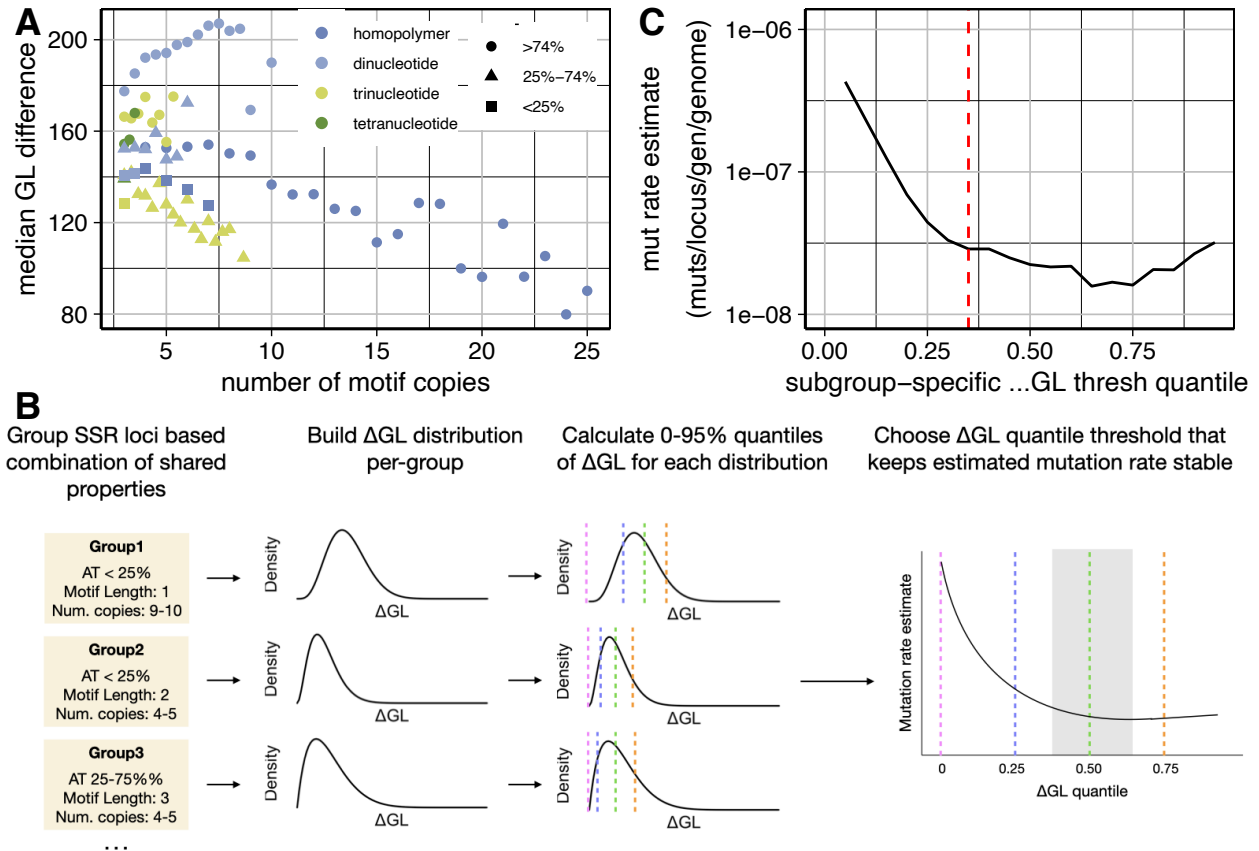 A
median GL difference
200
160
120
80
5
10
15
20
25
number of motif copies
homopolymer
dinucleotide
trinucleotide
tetranucleotide
-
>74%
25%−74%
<25%
C
mut rate estimate
(muts/locus/gen/genome)
1e−06
1e−07
1e−08
0.00
0.25
0.50
0.75
subgroup−specific ...GL thresh quantile
B
Group SSR loci based
combination of shared
properties
Build ΔGL distribution
per-group
Calculate 0-95% quantiles
of ΔGL for each distribution
Choose ΔGL quantile threshold that
keeps estimated mutation rate stable
Group1
AT < 25%
Motif Length: 1
Num. copies: 9-10
Density
ΔGL
Density
ΔGL
Group2
AT < 25%
Motif Length: 2
Num. copies: 4-5
Density
ΔGL
Density
ΔGL
Group3
AT 25-75%%
Motif Length: 3
Num. copies: 4-5
Density
ΔGL
Density
ΔGL
...
Mutation rate estimate
0
0.25
0.50
0.75
ΔGL quantile